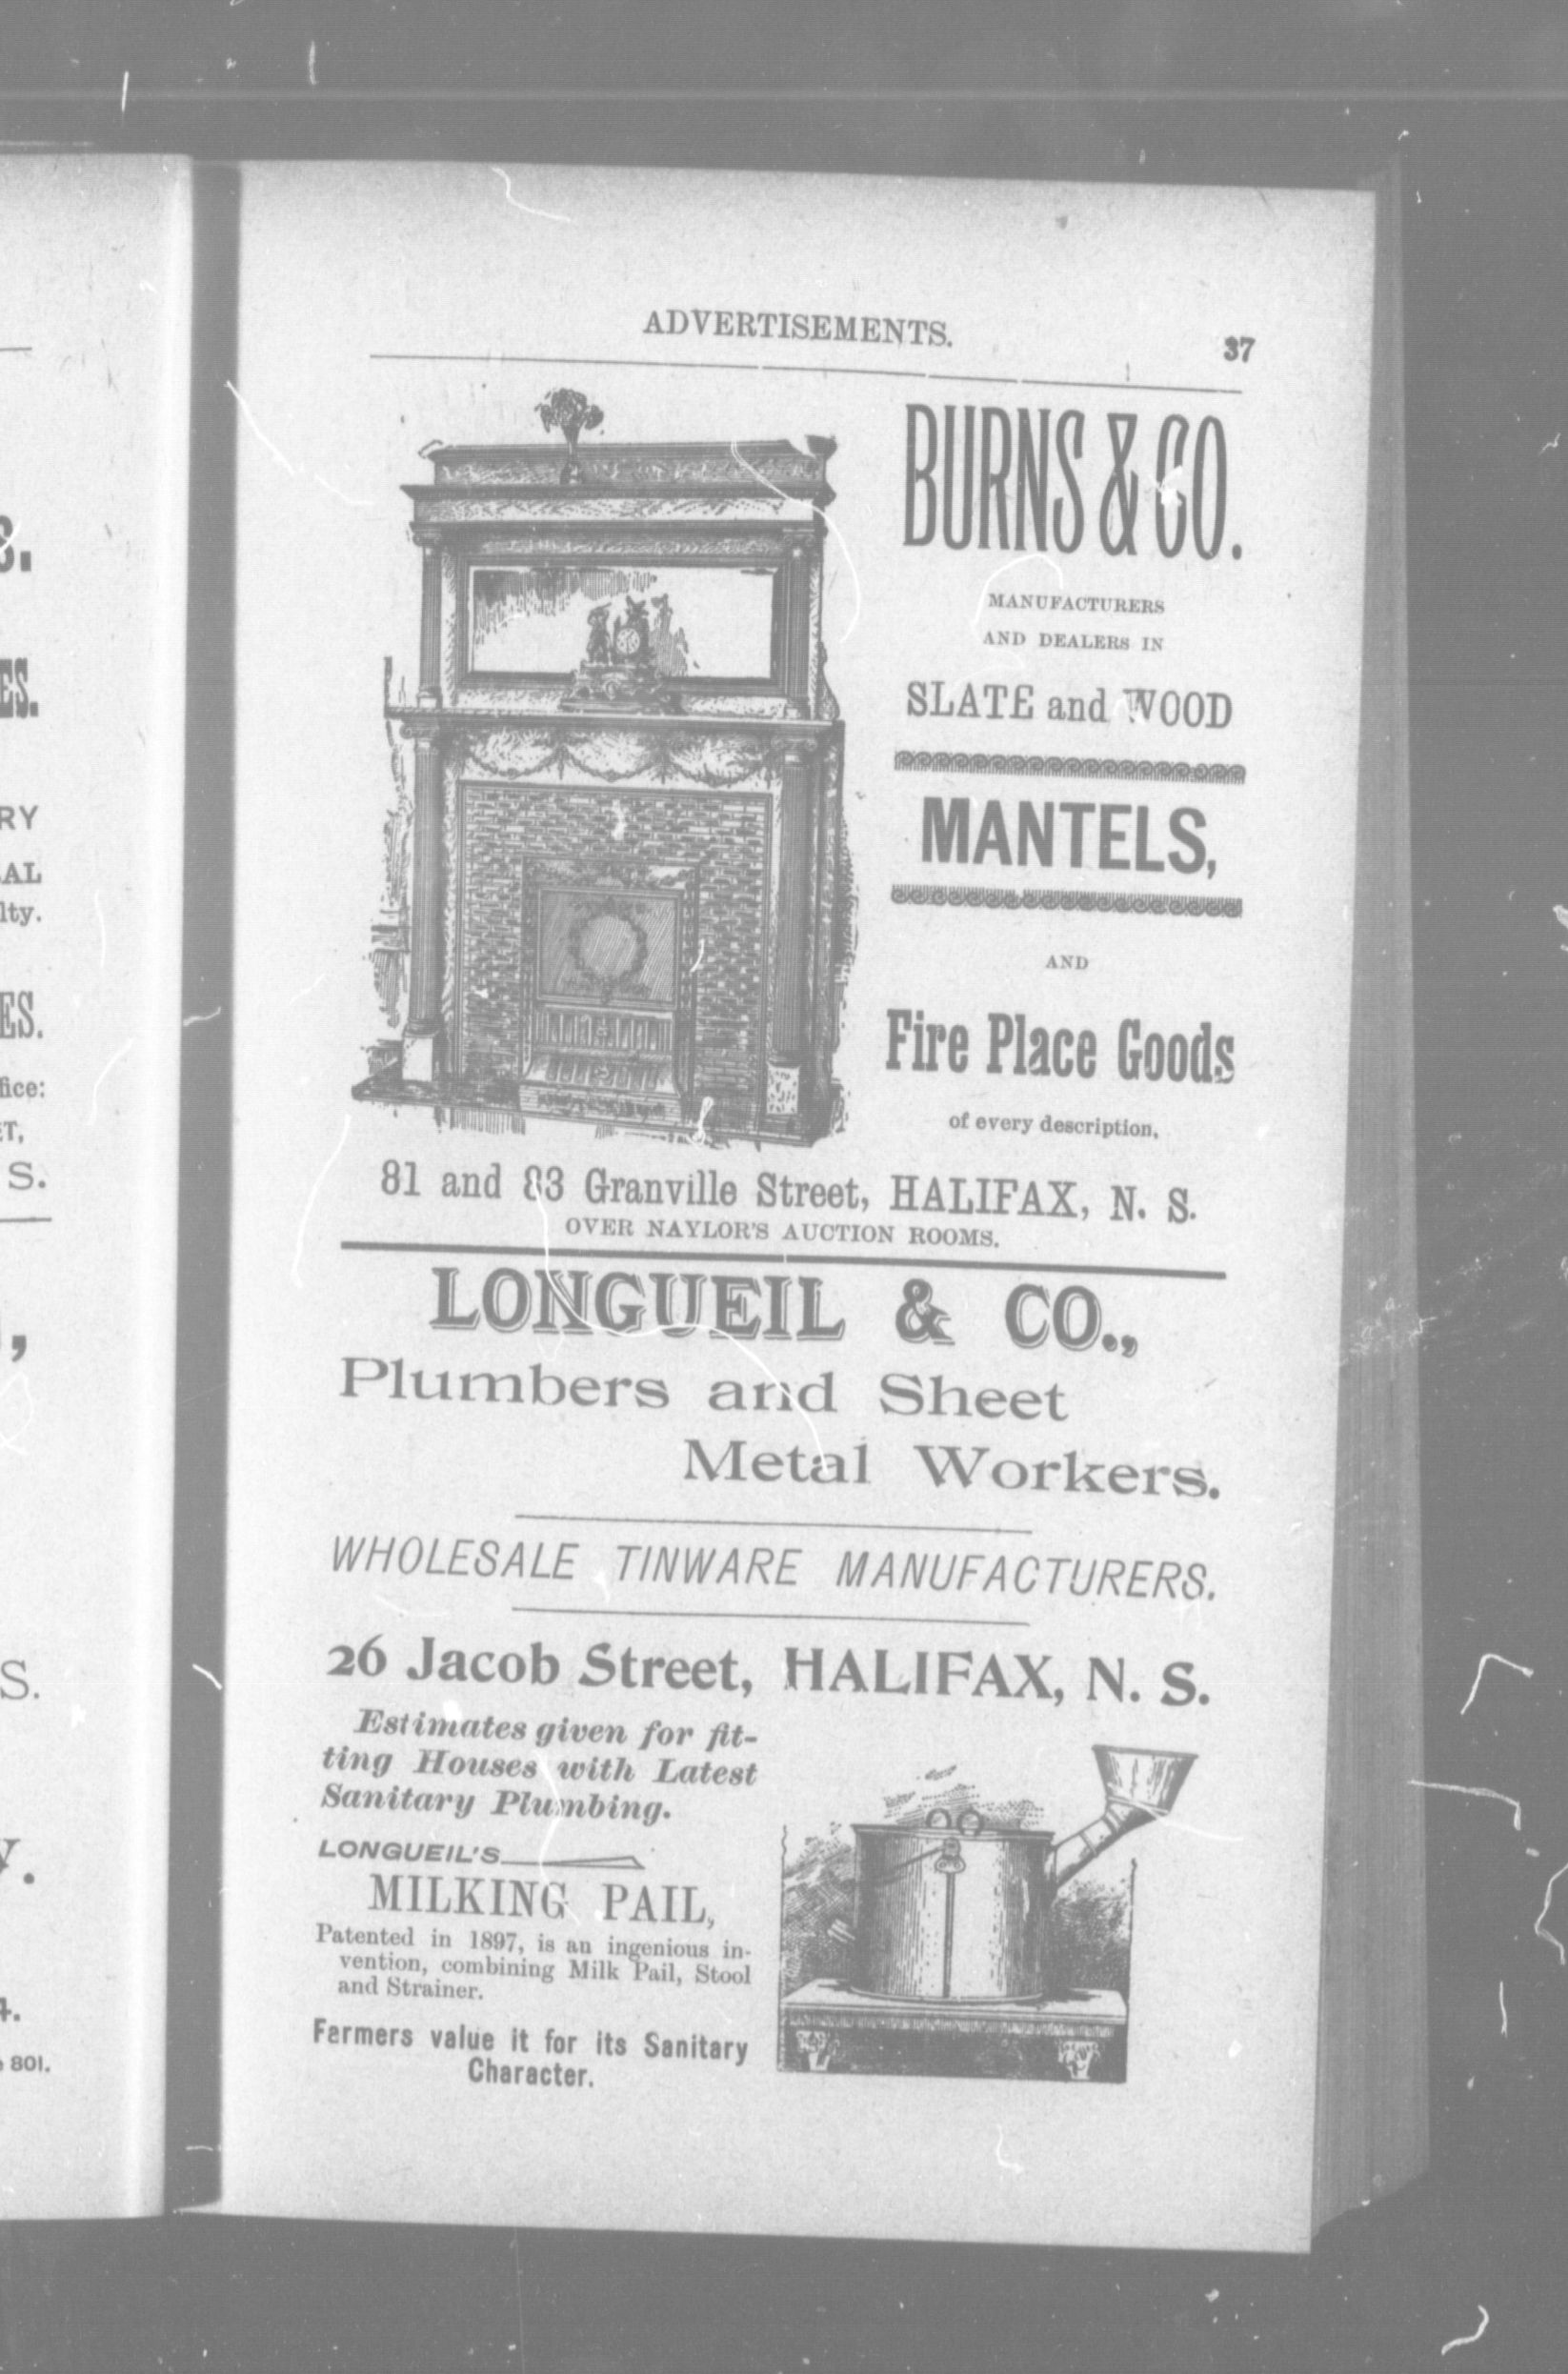 ADVERTISEMENTS.
37
BURNS & CO.
MANUFACTURERS
AND DEALERS IN
SLATE and WOOD
MANTELS,
AND
Fire Place Goods
of every description,
81 and 83 Granville Street, HALIFAX, N. S.
OVER NAYLOR'S AUCTION ROOMS.
LONGUEIL & CO.,
Plumbers and Sheet
Metal Workers.
WHOLESALE TINWARE MANUFACTURERS.
26 Jacob Street, HALIFAX, N. S.
Estimates given for fit-
ting Houses with Latest
Sanitary Plumbing.
LONGUEIL'S
MILKING PAIL,
Patented in 1897, is an ingenious in-
vention, combining Milk Pail, Stool
and Strainer.
Farmers value it for its Sanitary
Character.